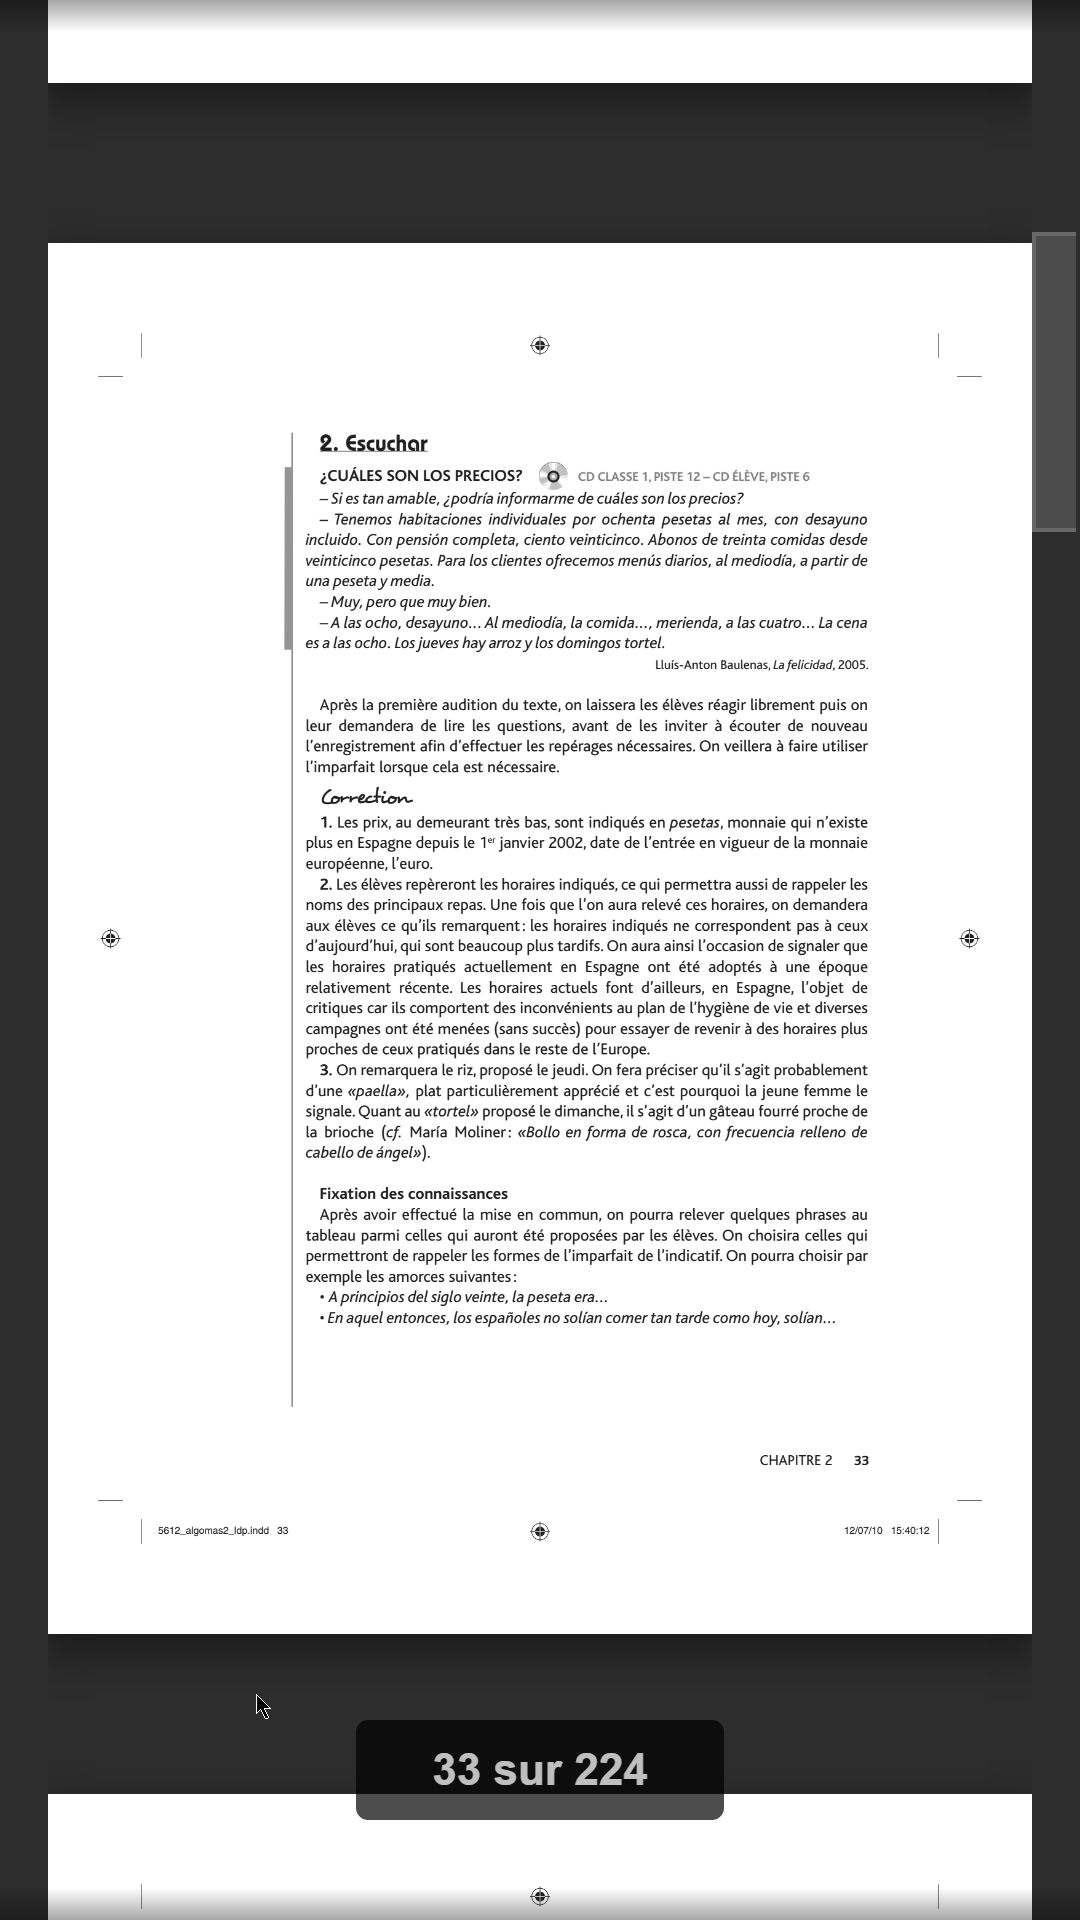 2. Escuchar
¿CUÁLES SON LOS PRECIOS? CD CLASSE 1, PISTE 12 – CD ÉLÈVE, PISTE 6
– Si es tan amable, ¿podría informarme de cuáles son los precios?
– Tenemos habitaciones individuales por ochenta pesetas al mes, con desayuno
incluido. Con pensión completa, ciento veinticinco. Abonos de treinta comidas desde
veinticinco pesetas. Para los clientes ofrecemos menús diarios, al mediodía, a partir de
una peseta y media.
– Muy, pero que muy bien.
– A las ocho, desayuno… Al mediodía, la comida…, merienda, a las cuatro… La cena
es a las ocho. Los jueves hay arroz y los domingos tortel.
Lluís-Anton Baulenas, La felicidad, 2005.
Après la première audition du texte, on laissera les élèves réagir librement puis on
leur demandera de lire les questions, avant de les inviter à écouter de nouveau
l'enregistrement afin d'effectuer les repérages nécessaires. On veillera à faire utiliser
l'imparfait lorsque cela est nécessaire.
Correction
1. Les prix, au demeurant très bas, sont indiqués en pesetas, monnaie qui n'existe
plus en Espagne depuis le 1er janvier 2002, date de l'entrée en vigueur de la monnaie
européenne, l'euro.
2. Les élèves repèreront les horaires indiqués, ce qui permettra aussi de rappeler les
noms des principaux repas. Une fois que l'on aura relevé ces horaires, on demandera
aux élèves ce qu'ils remarquent : les horaires indiqués ne correspondent pas à ceux
d'aujourd'hui, qui sont beaucoup plus tardifs. On aura ainsi l'occasion de signaler que
les horaires pratiqués actuellement en Espagne ont été adoptés à une époque
relativement récente. Les horaires actuels font d'ailleurs, en Espagne, l'objet de
critiques car ils comportent des inconvénients au plan de l'hygiène de vie et diverses
campagnes ont été menées (sans succès) pour essayer de revenir à des horaires plus
proches de ceux pratiqués dans le reste de l'Europe.
3. On remarquera le riz, proposé le jeudi. On fera préciser qu'il s'agit probablement
d'une «paella», plat particulièrement apprécié et c'est pourquoi la jeune femme le
signale. Quant au «tortel» proposé le dimanche, il s'agit d'un gâteau fourré proche de
la brioche (cf. María Moliner : «Bollo en forma de rosca, con frecuencia relleno de
cabello de ángel»).
Fixation des connaissances
Après avoir effectué la mise en commun, on pourra relever quelques phrases au
tableau parmi celles qui auront été proposées par les élèves. On choisira celles qui
permettront de rappeler les formes de l'imparfait de l'indicatif. On pourra choisir par
exemple les amorces suivantes :
• A principios del siglo veinte, la peseta era…
• En aquel entonces, los españoles no solían comer tan tarde como hoy, solían…
CHAPITRE 2 33
5612_algomas2_ldp.indd 33 12/07/10 15:40:12
33 sur 224